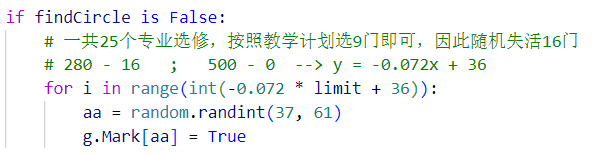 if findCircle is False:
# 一共25个专业选修，按照教学计划选9门即可，因此随机失活16门
# 280 - 16   ;   500 - 0  --> y = -0.072x + 36
for i in range(int(-0.072 * limit + 36)):
aa = random.randint(37, 61)
g.Mark[aa] = True